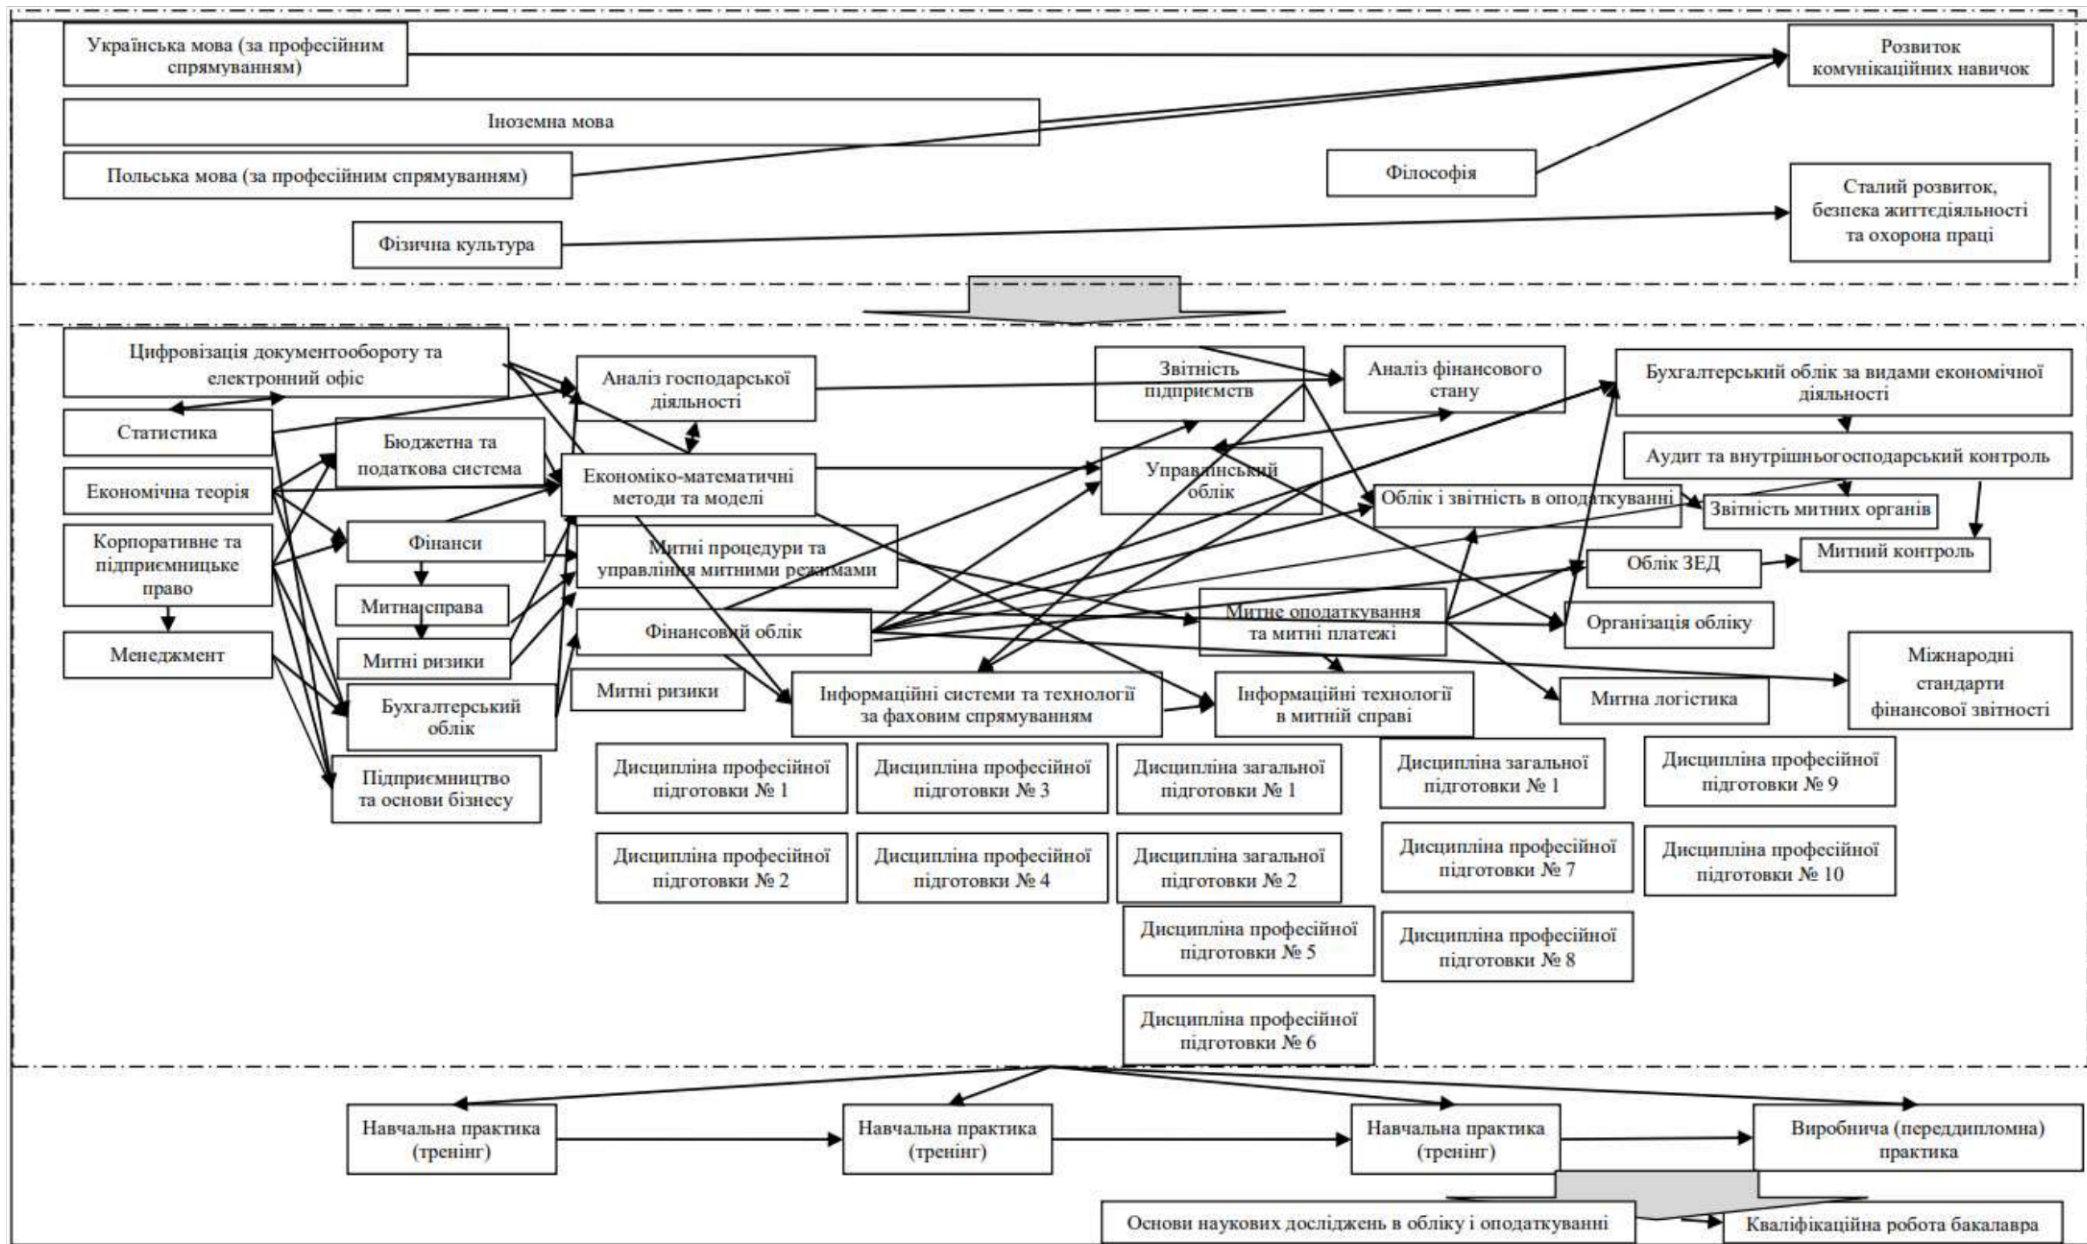 Українська мова (за професійним
спрямуванням)
Розвиток
комунікаційних навичок
Іноземна мова
Польська мова (за професійним спрямуванням)
Філософія
Сталий розвиток,
безпека життєдіяльності
та охорона праці
Фізична культура
Цифровізація документообороту та
електронний офіс
Аналіз господарської
діяльності
Звітність
підприємств
Аналіз фінансового
стану
Бухгалтерський облік за видами економічної
діяльності
Статистика
Бюджетна та
податкова система
Економіко-математичні
методи та моделі
Управлінський
облік
Аудит та внутрішньогосподарський контроль
Економічна теорія
Облік і звітність в оподаткуванні
Звітність митних органів
Корпоративне та
підприємницьке
право
Фінанси
Митні процедури та
управління митними режимами
Облік ЗЕД
Митний контроль
Митна справа
Фінансовий облік
Митне оподаткування
та митні платежі
Організація обліку
Менеджмент
Митні ризики
Міжнародні
стандарти
фінансової звітності
Бухгалтерський
облік
Митні ризики
Інформаційні системи та технології
за фаховим спрямуванням
Інформаційні технології
в митній справі
Митна логістика
Підприємництво
та основи бізнесу
Дисципліна професійної
підготовки № 1
Дисципліна професійної
підготовки № 3
Дисципліна загальної
підготовки № 1
Дисципліна загальної
підготовки № 1
Дисципліна професійної
підготовки № 9
Дисципліна професійної
підготовки № 2
Дисципліна професійної
підготовки № 4
Дисципліна загальної
підготовки № 2
Дисципліна професійної
підготовки № 7
Дисципліна професійної
підготовки № 10
Дисципліна професійної
підготовки № 5
Дисципліна професійної
підготовки № 8
Дисципліна професійної
підготовки № 6
Навчальна практика
(тренінг)
Навчальна практика
(тренінг)
Навчальна практика
(тренінг)
Виробнича (переддипломна)
практика
Основи наукових досліджень в обліку і оподаткуванні
Кваліфікаційна робота бакалавра